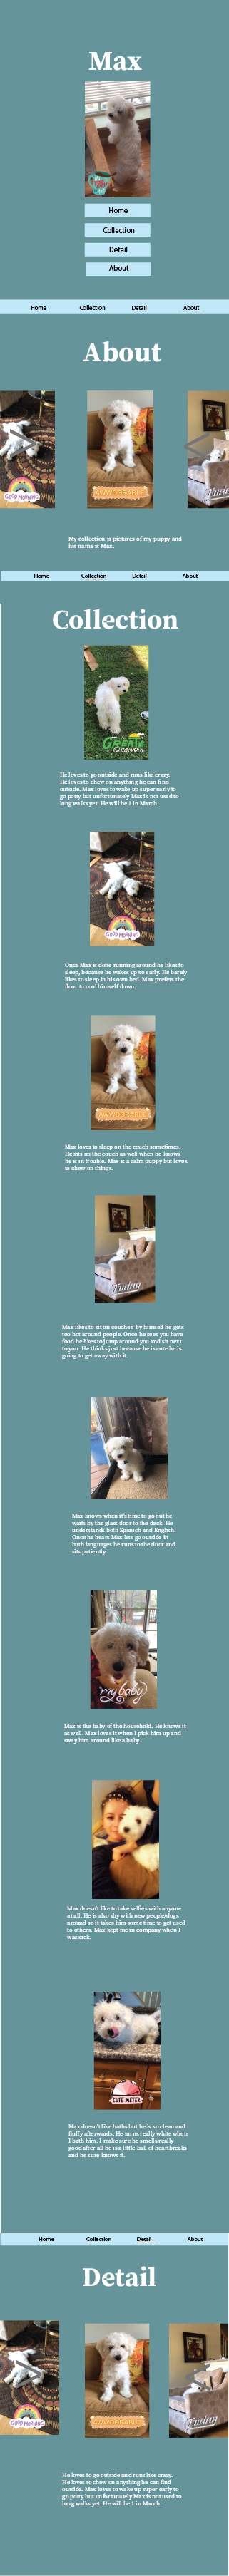 Max
Home
Collection
Detail
About
Home Collection Detail About
About
GOOD MORNING
AWWDORABLE
My collection is pictures of my puppy and
his name is Max.
Home Collection Detail About
Collection
GREAT
Outdoors
He loves to go outside and runs like crazy.
He loves to chew on anything he can find
outside. Max loves to wake up super early to
go potty but unfortunately Max is not used to
long walks yet. He will be 1 in March.
GOOD MORNING
Once Max is done running around he likes to
sleep, because he wakes up so early. He barely
likes to sleep in his own bed. Max prefers the
floor to cool himself down.
AWWDORABLE
Max loves to sleep on the couch sometimes.
He sits on the couch as well when he knows
he is in trouble. Max is a calm puppy but loves
to chew on things.
Max likes to sit on couches by himself he gets
too hot around people. Once he sees you have
food he likes to jump around you and sit next
to you. He thinks just because he is cute he is
going to get away with it.
Max knows when it's time to go out he
waits by the glass door to the deck. He
understands both Spanish and English.
Once he hears Max lets go outside in
both languages he runs to the door and
sits patiently.
my baby
Max is the baby of the household. He knows it
as well. Max loves it when I pick him up and
sway him around like a baby.
Max doesn't like to take selfies with anyone
at all. He is also shy with new people/dogs
around so it takes him some time to get used
to others. Max kept me in company when I
was sick.
CUTE METER
Max doesn't like baths but he is so clean and
fluffy afterwards. He turns really white when
I bath him. I make sure he smells really
good after all he is a little ball of heartbreaks
and he sure knows it.
Home Collection Detail About
Detail
GOOD MORNING
AWWDORABLE
He loves to go outside and runs like crazy.
He loves to chew on anything he can find
outside. Max loves to wake up super early to
go potty but unfortunately Max is not used to
long walks yet. He will be 1 in March.